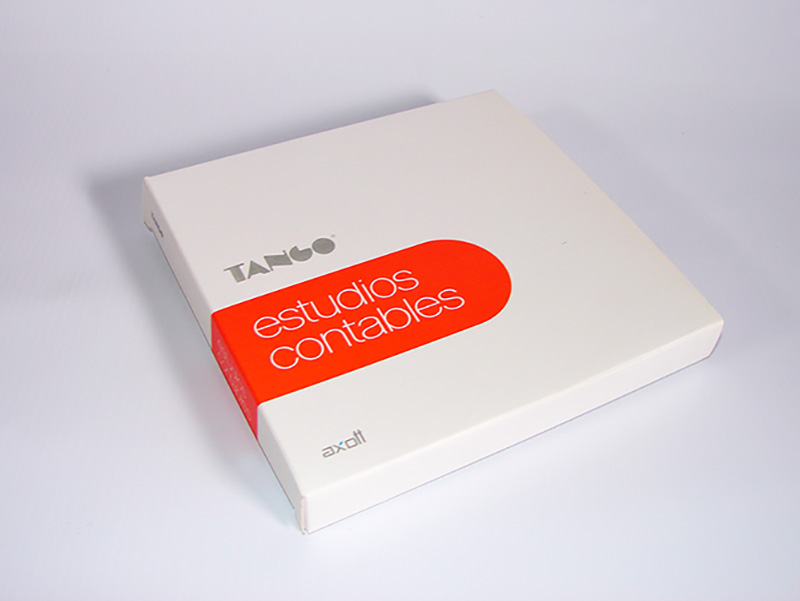 TANGO
estudios
contables
axoft